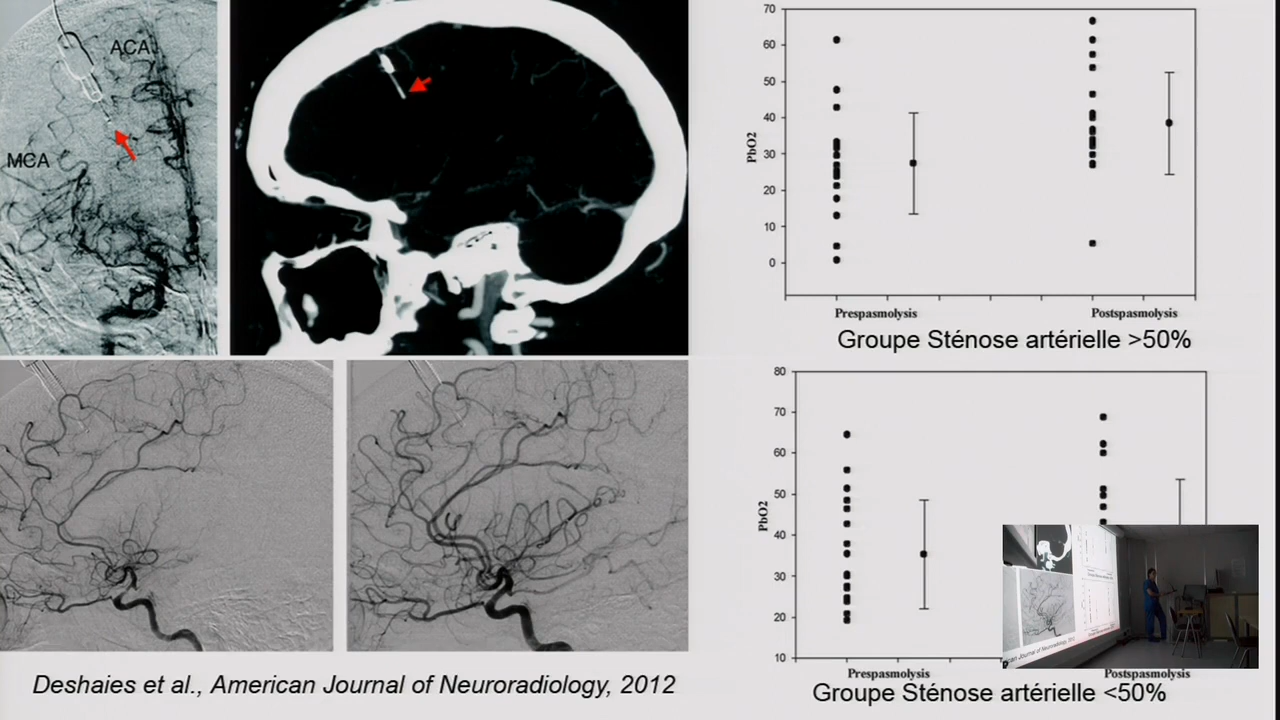 ACA
MCA
70
60
50
40
30
20
10
0
PbO2
Prespasmolysis
Postspasmolysis
Groupe Sténose artérielle >50%
80
70
60
50
40
30
20
10
PbO2
Prespasmolysis
Postspasmolysis
Groupe Sténose artérielle <50%
Deshaies et al., American Journal of Neuroradiology, 2012